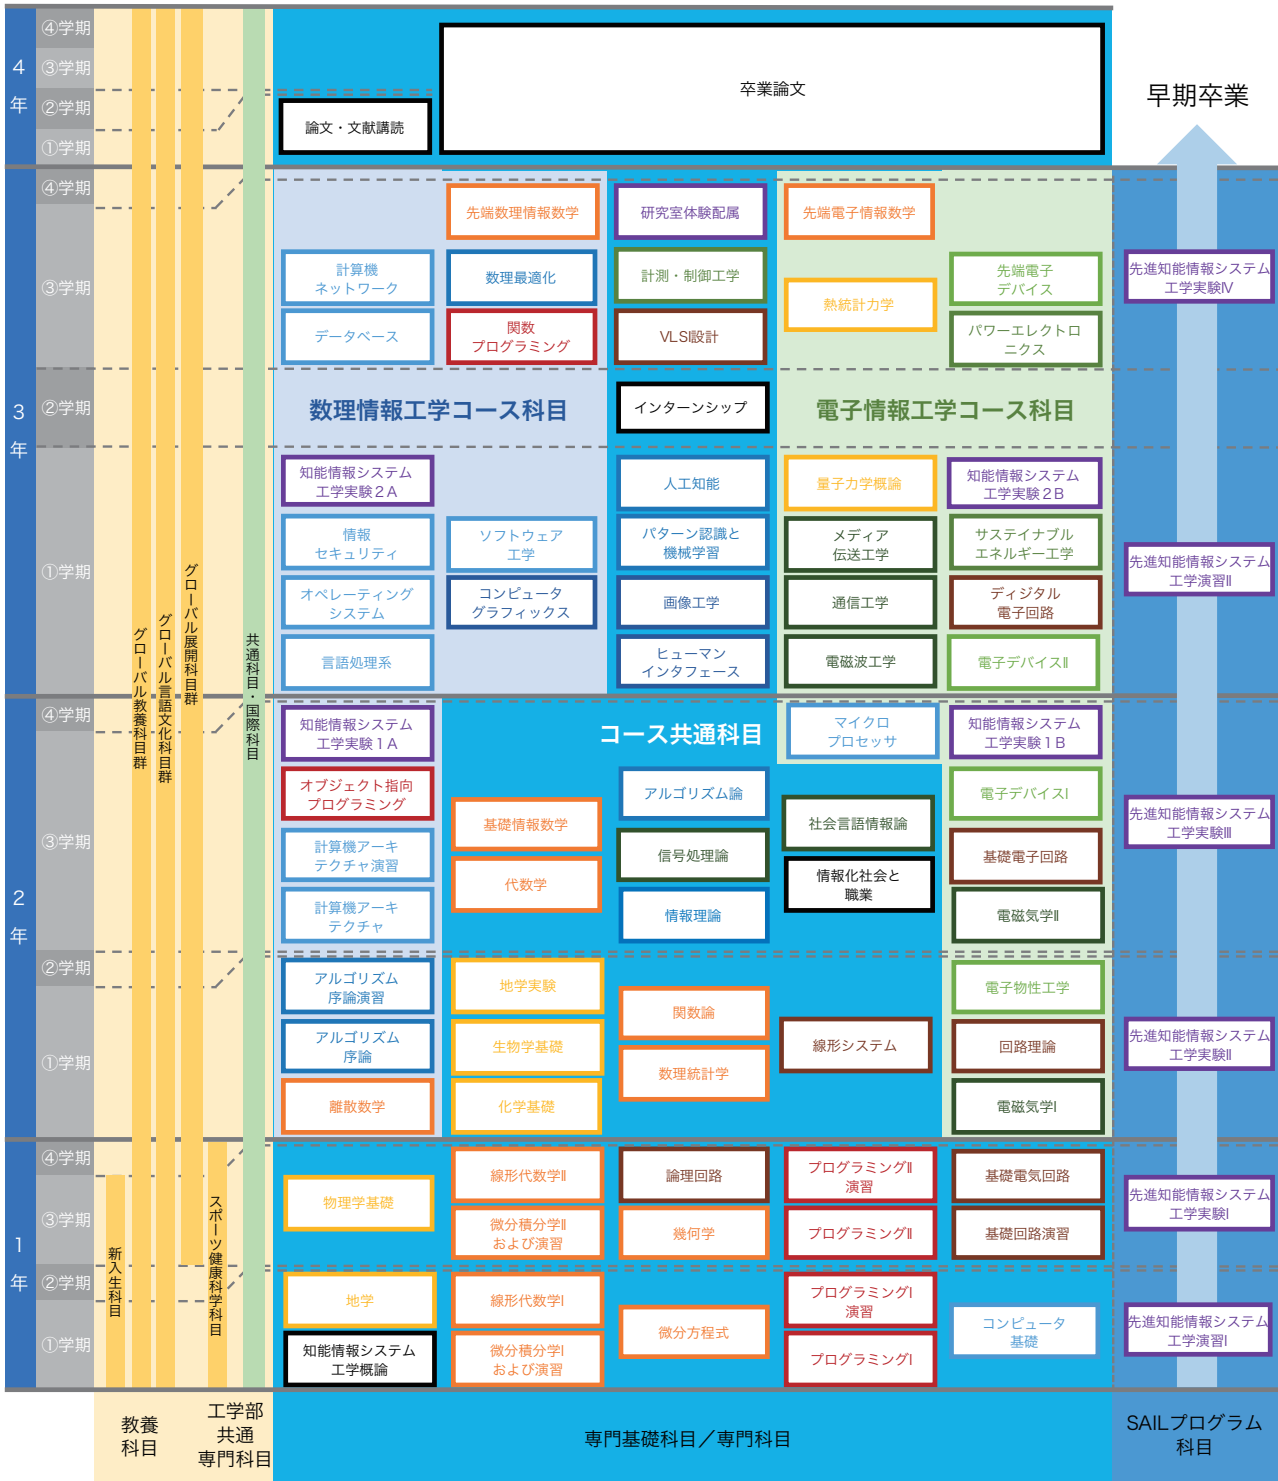 ④学期
4
年
③学期
②学期
①学期
卒業論文
論文・文献講読
早期卒業
3
年
④学期
③学期
②学期
①学期
先端数理情報数学
研究室体験配属
先端電子情報数学
計算機
ネットワーク
数理最適化
計測・制御工学
熱統計力学
先端電子
デバイス
先進知能情報システム
工学実験Ⅳ
データベース
関数
プログラミング
VLSI設計
パワーエレクトロ
ニクス
数理情報工学コース科目
インターンシップ
電子情報工学コース科目
知能情報システム
工学実験２A
人工知能
量子力学概論
知能情報システム
工学実験２B
情報
セキュリティ
ソフトウェア
工学
パターン認識と
機械学習
メディア
伝送工学
サステイナブル
エネルギー工学
先進知能情報システム
工学演習Ⅱ
オペレーティング
システム
コンピュータ
グラフィックス
画像工学
通信工学
ディジタル
電子回路
言語処理系
ヒューマン
インタフェース
電磁波工学
電子デバイスⅡ
グローバル教養科目群
グローバル言語文化科目群
グローバル展開科目群
共通科目・国際科目
2
年
④学期
③学期
②学期
①学期
知能情報システム
工学実験１A
コース共通科目
マイクロ
プロセッサ
知能情報システム
工学実験１B
オブジェクト指向
プログラミング
基礎情報数学
アルゴリズム論
社会言語情報論
電子デバイスⅠ
先進知能情報システム
工学実験Ⅲ
計算機アーキ
テクチャ演習
代数学
信号処理論
情報化社会と
職業
基礎電子回路
計算機アーキ
テクチャ
情報理論
電磁気学Ⅱ
アルゴリズム
序論演習
地学実験
関数論
電子物性工学
アルゴリズム
序論
生物学基礎
数理統計学
線形システム
回路理論
先進知能情報システム
工学実験Ⅱ
離散数学
化学基礎
電磁気学Ⅰ
1
年
④学期
③学期
②学期
①学期
新入生科目
スポーツ健康科学科目
物理学基礎
線形代数学Ⅱ
論理回路
プログラミングⅡ
演習
基礎電気回路
先進知能情報システム
工学実験Ⅰ
微分積分学Ⅱ
および演習
幾何学
プログラミングⅡ
基礎回路演習
地学
線形代数学Ⅰ
微分方程式
プログラミングⅠ
演習
コンピュータ
基礎
先進知能情報システム
工学演習Ⅰ
知能情報システム
工学概論
微分積分学Ⅰ
および演習
プログラミングⅠ
教養
科目
工学部
共通
専門科目
専門基礎科目／専門科目
SAILプログラム
科目